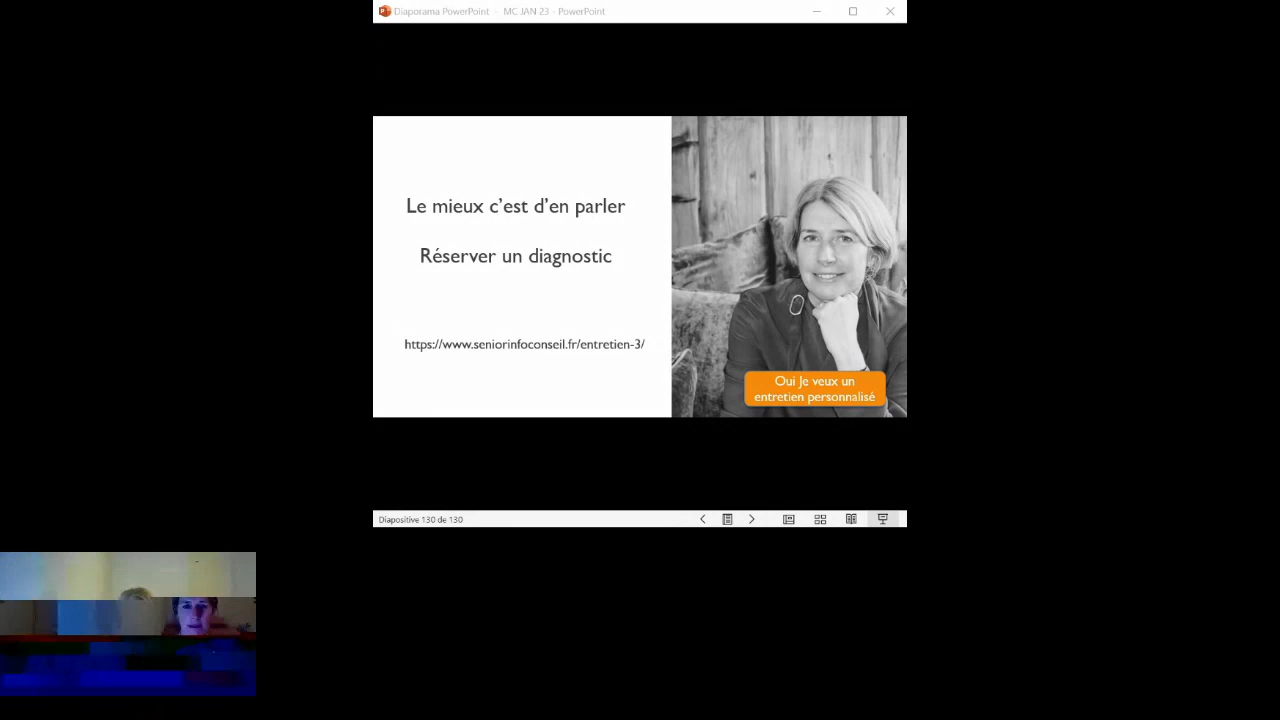 Diaporama PowerPoint - MC JAN 23 - PowerPoint
Le mieux c’est d’en parler
Réserver un diagnostic
https://www.seniorinfoconseil.fr/entretien-3/
Oui Je veux un
entretien personnalisé
Diapositive 130 de 130